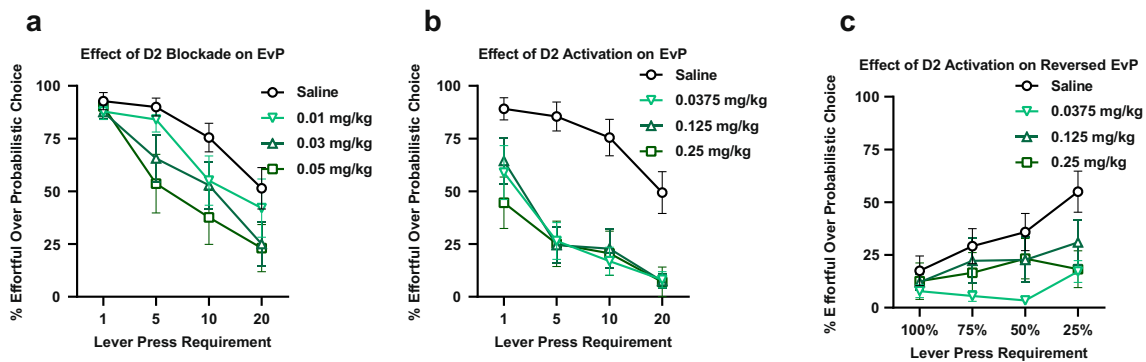 a
Effect of D2 Blockade on EvP
% Effortful Over Probabilistic Choice
100
75
50
25
0
1 5 10 20
Lever Press Requirement
Saline
0.01 mg/kg
0.03 mg/kg
0.05 mg/kg
b
Effect of D2 Activation on EvP
% Effortful Over Probabilistic Choice
100
75
50
25
0
1 5 10 20
Lever Press Requirement
Saline
0.0375 mg/kg
0.125 mg/kg
0.25 mg/kg
c
Effect of D2 Activation on Reversed EvP
% Effortful Over Probabilistic Choice
100
75
50
25
0
100% 75% 50% 25%
Lever Press Requirement
Saline
0.0375 mg/kg
0.125 mg/kg
0.25 mg/kg